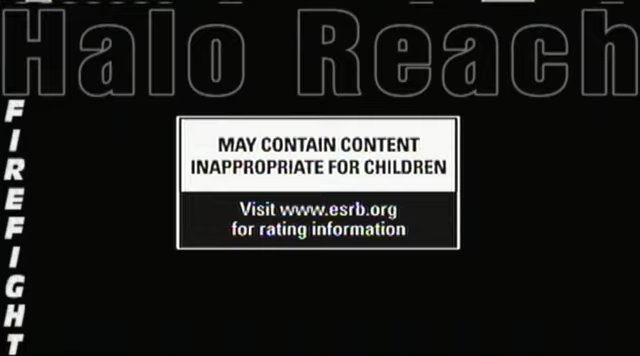 Halo Reach
FIREFIGHT
MAY CONTAIN CONTENT
INAPPROPRIATE FOR CHILDREN
Visit www.esrb.org
for rating information